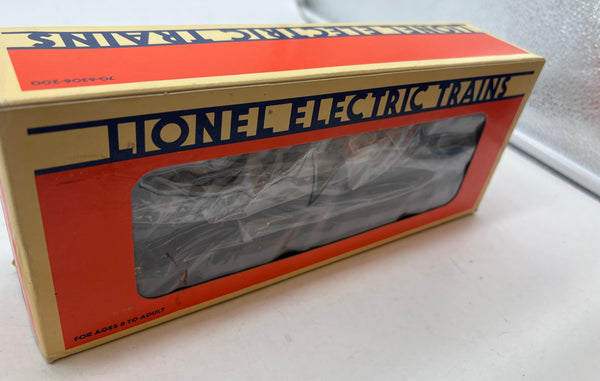 LIONEL ELECTRIC TRAINS
70-6306-200
LIONEL ELECTRIC TRAINS
FOR AGES 8 TO ADULT